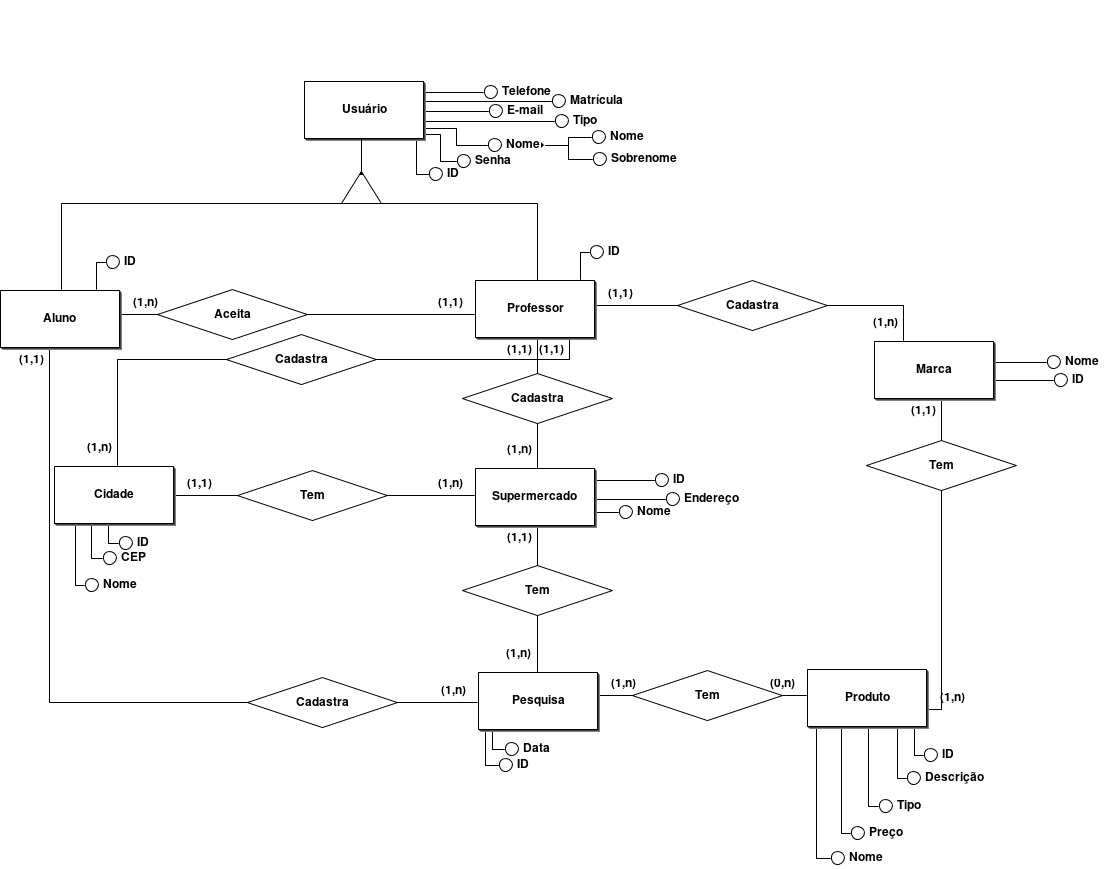 Telefone
Matrícula
Usuário
E-mail
Tipo
Nome
Nome
Sobrenome
Senha
ID
ID
ID
(1,n)
(1,1)
(1,1)
Aluno
Aceita
Professor
Cadastra
(1,n)
(1,1)
Cadastra
(1,1)
(1,1)
Marca
Nome
ID
Cadastra
(1,1)
(1,n)
(1,n)
Tem
Cidade
(1,1)
Tem
(1,n)
Supermercado
ID
Endereço
Nome
(1,1)
ID
CEP
Nome
Tem
(1,n)
Cadastra
(1,n)
Pesquisa
(1,n)
Tem
(0,n)
Produto
(1,n)
Data
ID
ID
Descrição
Tipo
Preço
Nome